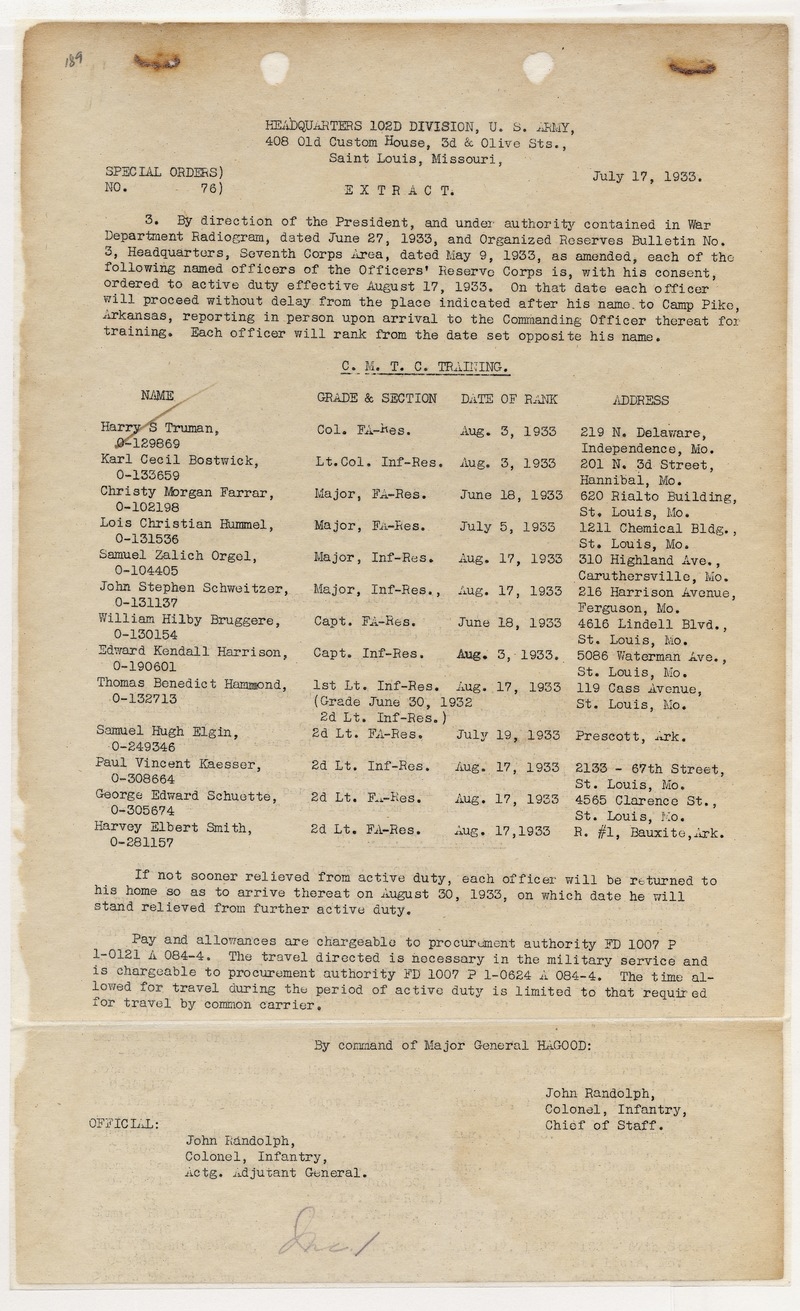 189
HEADQUARTERS 102D DIVISION, U. S. ARMY,
408 Old Custom House, 3d & Olive Sts.,
Saint Louis, Missouri,
SPECIAL ORDERS)
July 17, 1933.
NO. 76)
E X T R A C T.
3. By direction of the President, and under authority contained in War
Department Radiogram, dated June 27, 1933, and Organized Reserves Bulletin No.
3, Headquarters, Seventh Corps Area, dated May 9, 1933, as amended, each of the
following named officers of the Officers' Reserve Corps is, with his consent,
ordered to active duty effective August 17, 1933. On that date each officer
will proceed without delay from the place indicated after his name to Camp Pike,
Arkansas, reporting in person upon arrival to the Commanding Officer thereat for
training. Each officer will rank from the date set opposite his name.
C. M. T. C. TRAINING.
NAME GRADE & SECTION DATE OF RANK ADDRESS
Harry S Truman, Col. FA-Res. Aug. 3, 1933 219 N. Delaware,
0-129869 Independence, Mo.
Karl Cecil Bostwick, Lt.Col. Inf-Res. Aug. 3, 1933 201 N. 3d Street,
0-133659 Hannibal, Mo.
Christy Morgan Farrar, Major, FA-Res. June 18, 1933 620 Rialto Building,
0-102198 St. Louis, Mo.
Lois Christian Hummel, Major, FA-Res. July 5, 1933 1211 Chemical Bldg.,
0-131536 St. Louis, Mo.
Samuel Zalich Orgel, Major, Inf-Res. Aug. 17, 1933 310 Highland Ave.,
0-104405 Caruthersville, Mo.
John Stephen Schweitzer, Major, Inf-Res., Aug. 17, 1933 216 Harrison Avenue,
0-131137 Ferguson, Mo.
William Hilby Bruggere, Capt. FA-Res. June 18, 1933 4616 Lindell Blvd.,
0-130154 St. Louis, Mo.
Edward Kendall Harrison, Capt. Inf-Res. Aug. 3, 1933. 5086 Waterman Ave.,
0-190601 St. Louis, Mo.
Thomas Benedict Hammond, 1st Lt. Inf-Res. Aug. 17, 1933 119 Cass Avenue,
0-132713 (Grade June 30, 1932 St. Louis, Mo.
2d Lt. Inf-Res.)
Samuel Hugh Elgin, 2d Lt. FA-Res. July 19, 1933 Prescott, Ark.
0-249346
Paul Vincent Kaesser, 2d Lt. Inf-Res. Aug. 17, 1933 2133 - 67th Street,
0-308664 St. Louis, Mo.
George Edward Schuette, 2d Lt. FA-Res. Aug. 17, 1933 4565 Clarence St.,
0-305674 St. Louis, Mo.
Harvey Elbert Smith, 2d Lt. FA-Res. Aug. 17,1933 R. #1, Bauxite,Ark.
0-281157
If not sooner relieved from active duty, each officer will be returned to
his home so as to arrive thereat on August 30, 1933, on which date he will
stand relieved from further active duty.
Pay and allowances are chargeable to procurement authority FD 1007 P
1-0121 A 084-4. The travel directed is necessary in the military service and
is chargeable to procurement authority FD 1007 P 1-0624 A 084-4. The time al-
lowed for travel during the period of active duty is limited to that required
for travel by common carrier.
By command of Major General HAGOOD:
John Randolph,
Colonel, Infantry,
Chief of Staff.
OFFICIAL:
John Randolph,
Colonel, Infantry,
Actg. Adjutant General.
Inc. 1